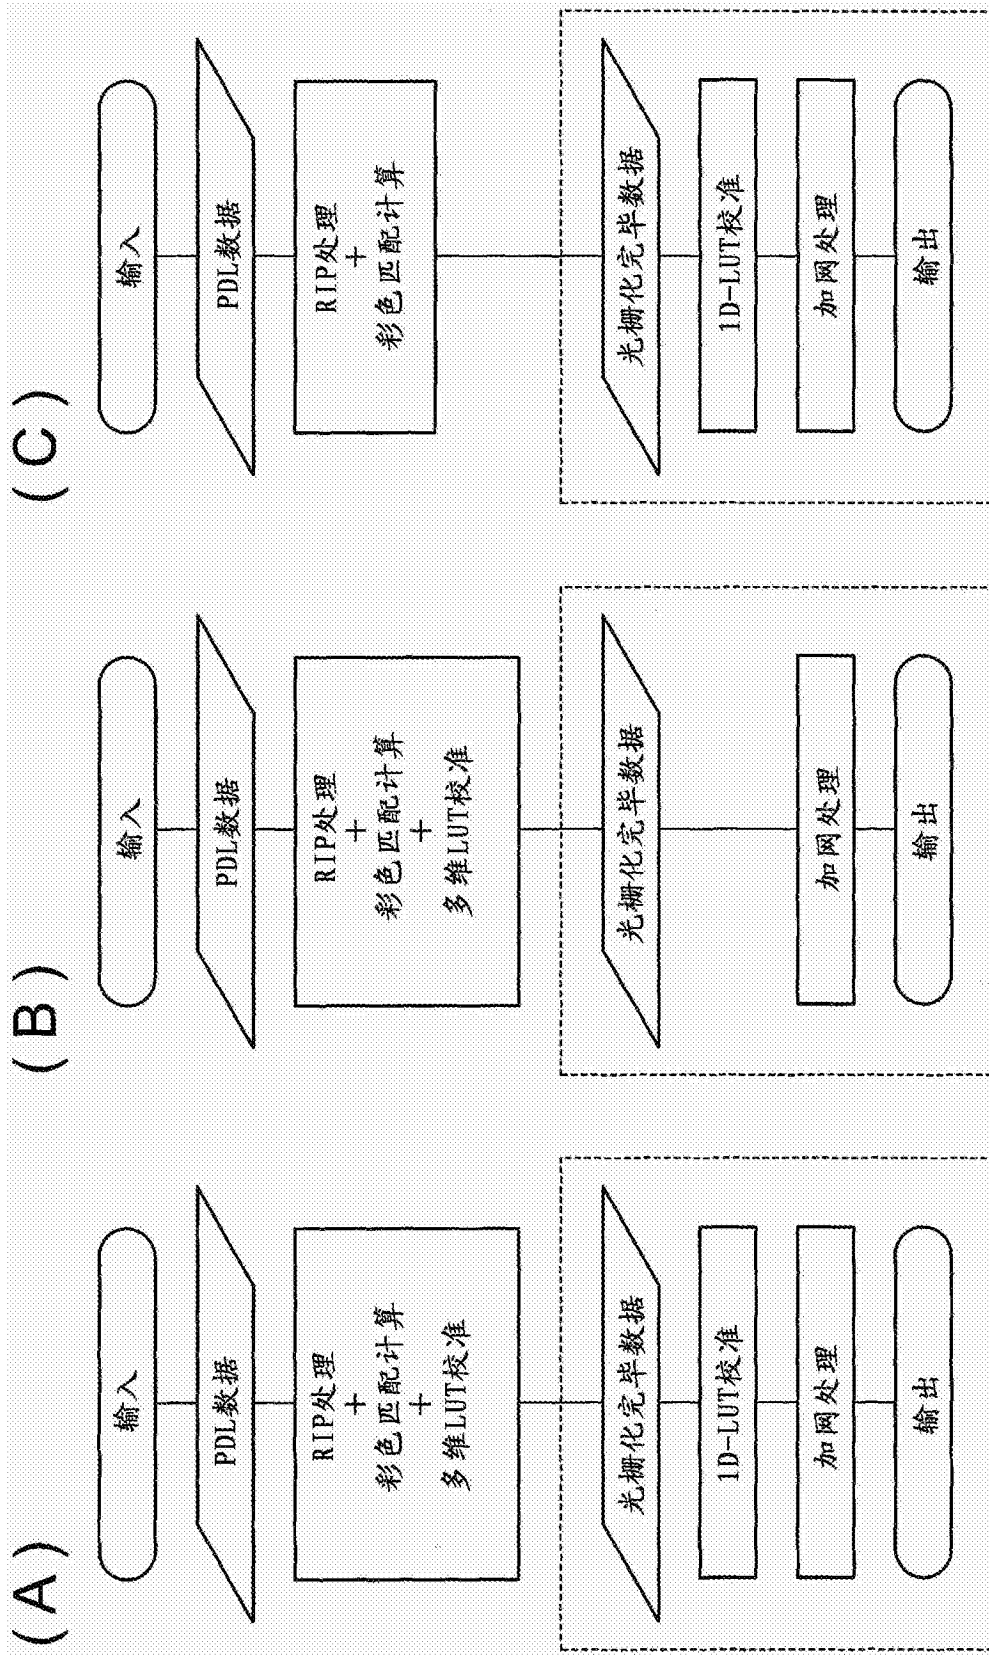 (A)
输入
PDL数据
RIP处理
+
彩色匹配计算
+
多维LUT校准
光栅化完毕数据
1D-LUT校准
加网处理
输出
(B)
输入
PDL数据
RIP处理
+
彩色匹配计算
+
多维LUT校准
光栅化完毕数据
加网处理
输出
(C)
输入
PDL数据
RIP处理
+
彩色匹配计算
光栅化完毕数据
1D-LUT校准
加网处理
输出